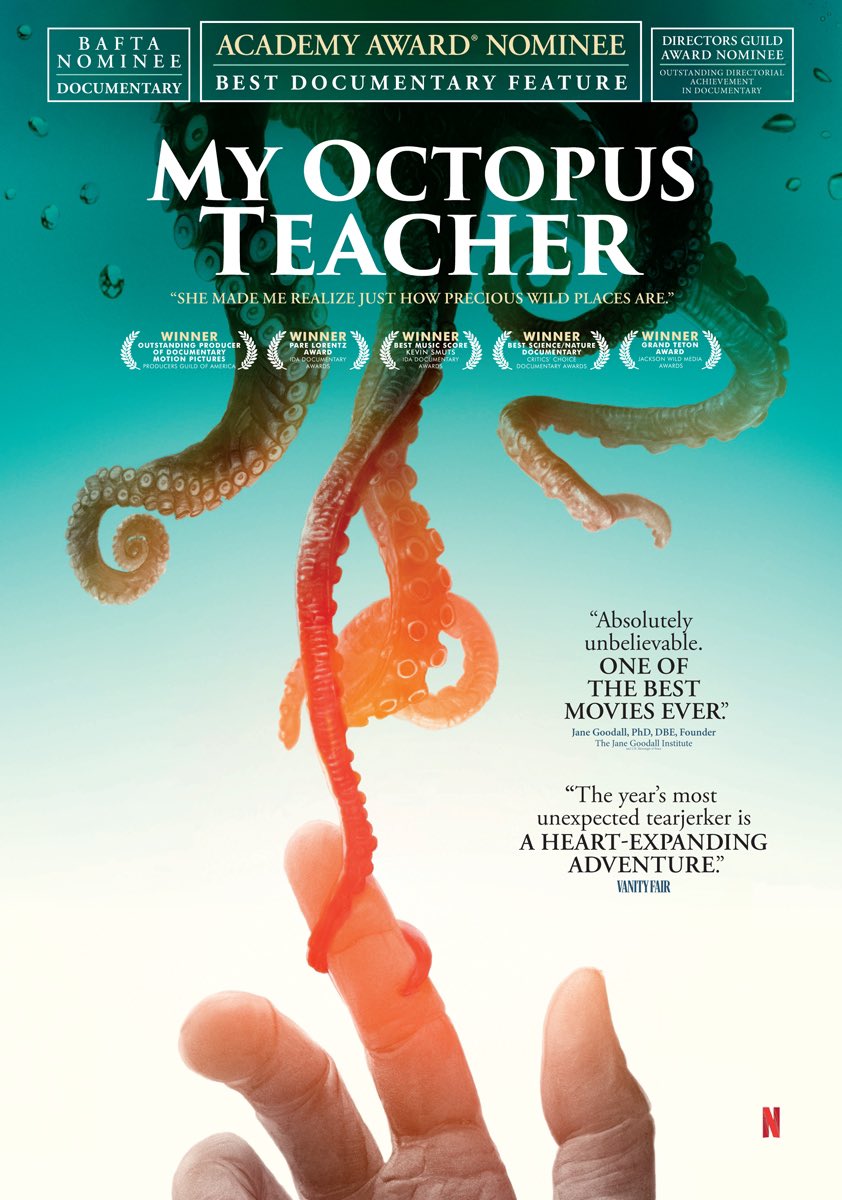 BAFTA
NOMINEE
DOCUMENTARY
ACADEMY AWARD® NOMINEE
BEST DOCUMENTARY FEATURE
DIRECTORS GUILD
AWARD NOMINEE
OUTSTANDING DIRECTORIAL
ACHIEVEMENT
IN DOCUMENTARY
MY OCTOPUS
TEACHER
“SHE MADE ME REALIZE JUST HOW PRECIOUS WILD PLACES ARE.”
WINNER
OUTSTANDING PRODUCER
OF DOCUMENTARY
MOTION PICTURES
PRODUCERS GUILD OF AMERICA
WINNER
PARE LORENTZ
AWARD
IDA DOCUMENTARY
AWARDS
WINNER
BEST MUSIC SCORE
KEVIN SMUTS
IDA DOCUMENTARY
AWARDS
WINNER
BEST SCIENCE/NATURE
DOCUMENTARY
CRITICS' CHOICE
DOCUMENTARY AWARDS
WINNER
GRAND TETON
AWARD
JACKSON WILD MEDIA
AWARDS
“Absolutely
unbelievable.
ONE OF
THE BEST
MOVIES EVER.”
Jane Goodall, PhD, DBE, Founder
The Jane Goodall Institute
“The year’s most
unexpected tearjerker is
A HEART-EXPANDING
ADVENTURE.”
VANITY FAIR
N